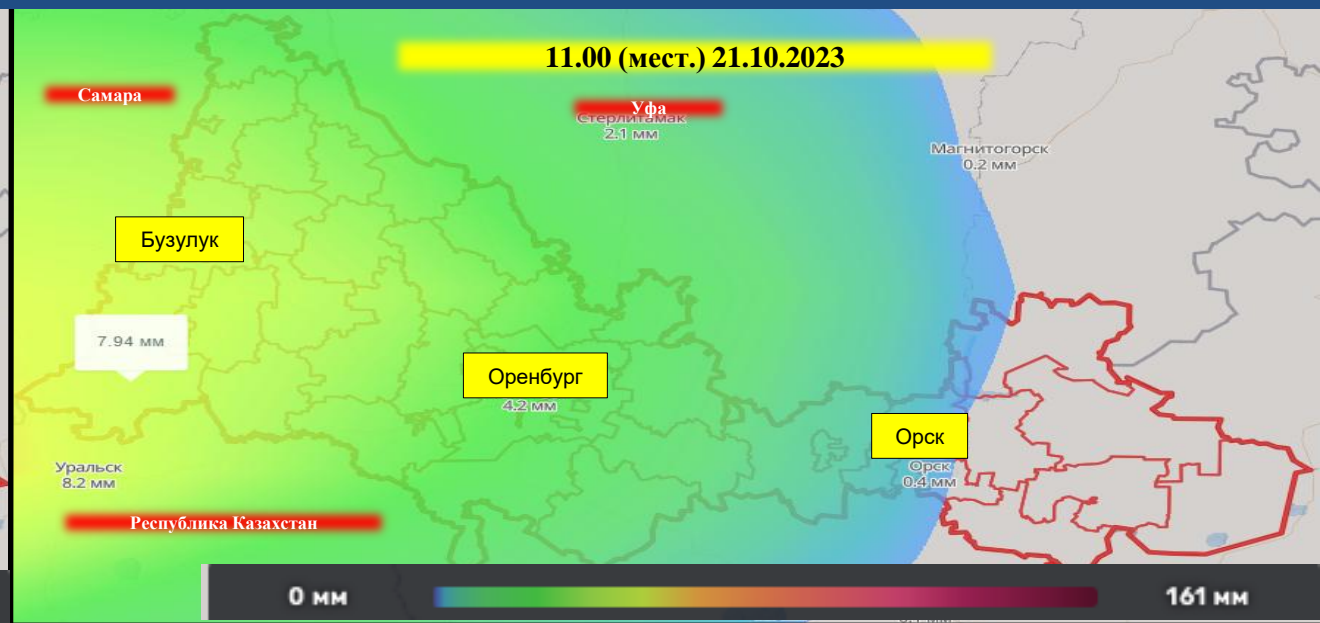 11.00 (мест.) 21.10.2023
Самара
Уфа
Стерлитамак
2.1 мм
Магнитогорск
0.2 мм
Бузулук
7.94 мм
Оренбург
4.2 мм
Орск
Орск
0.4 мм
Уральск
8.2 мм
Республика Казахстан
0 мм
161 мм